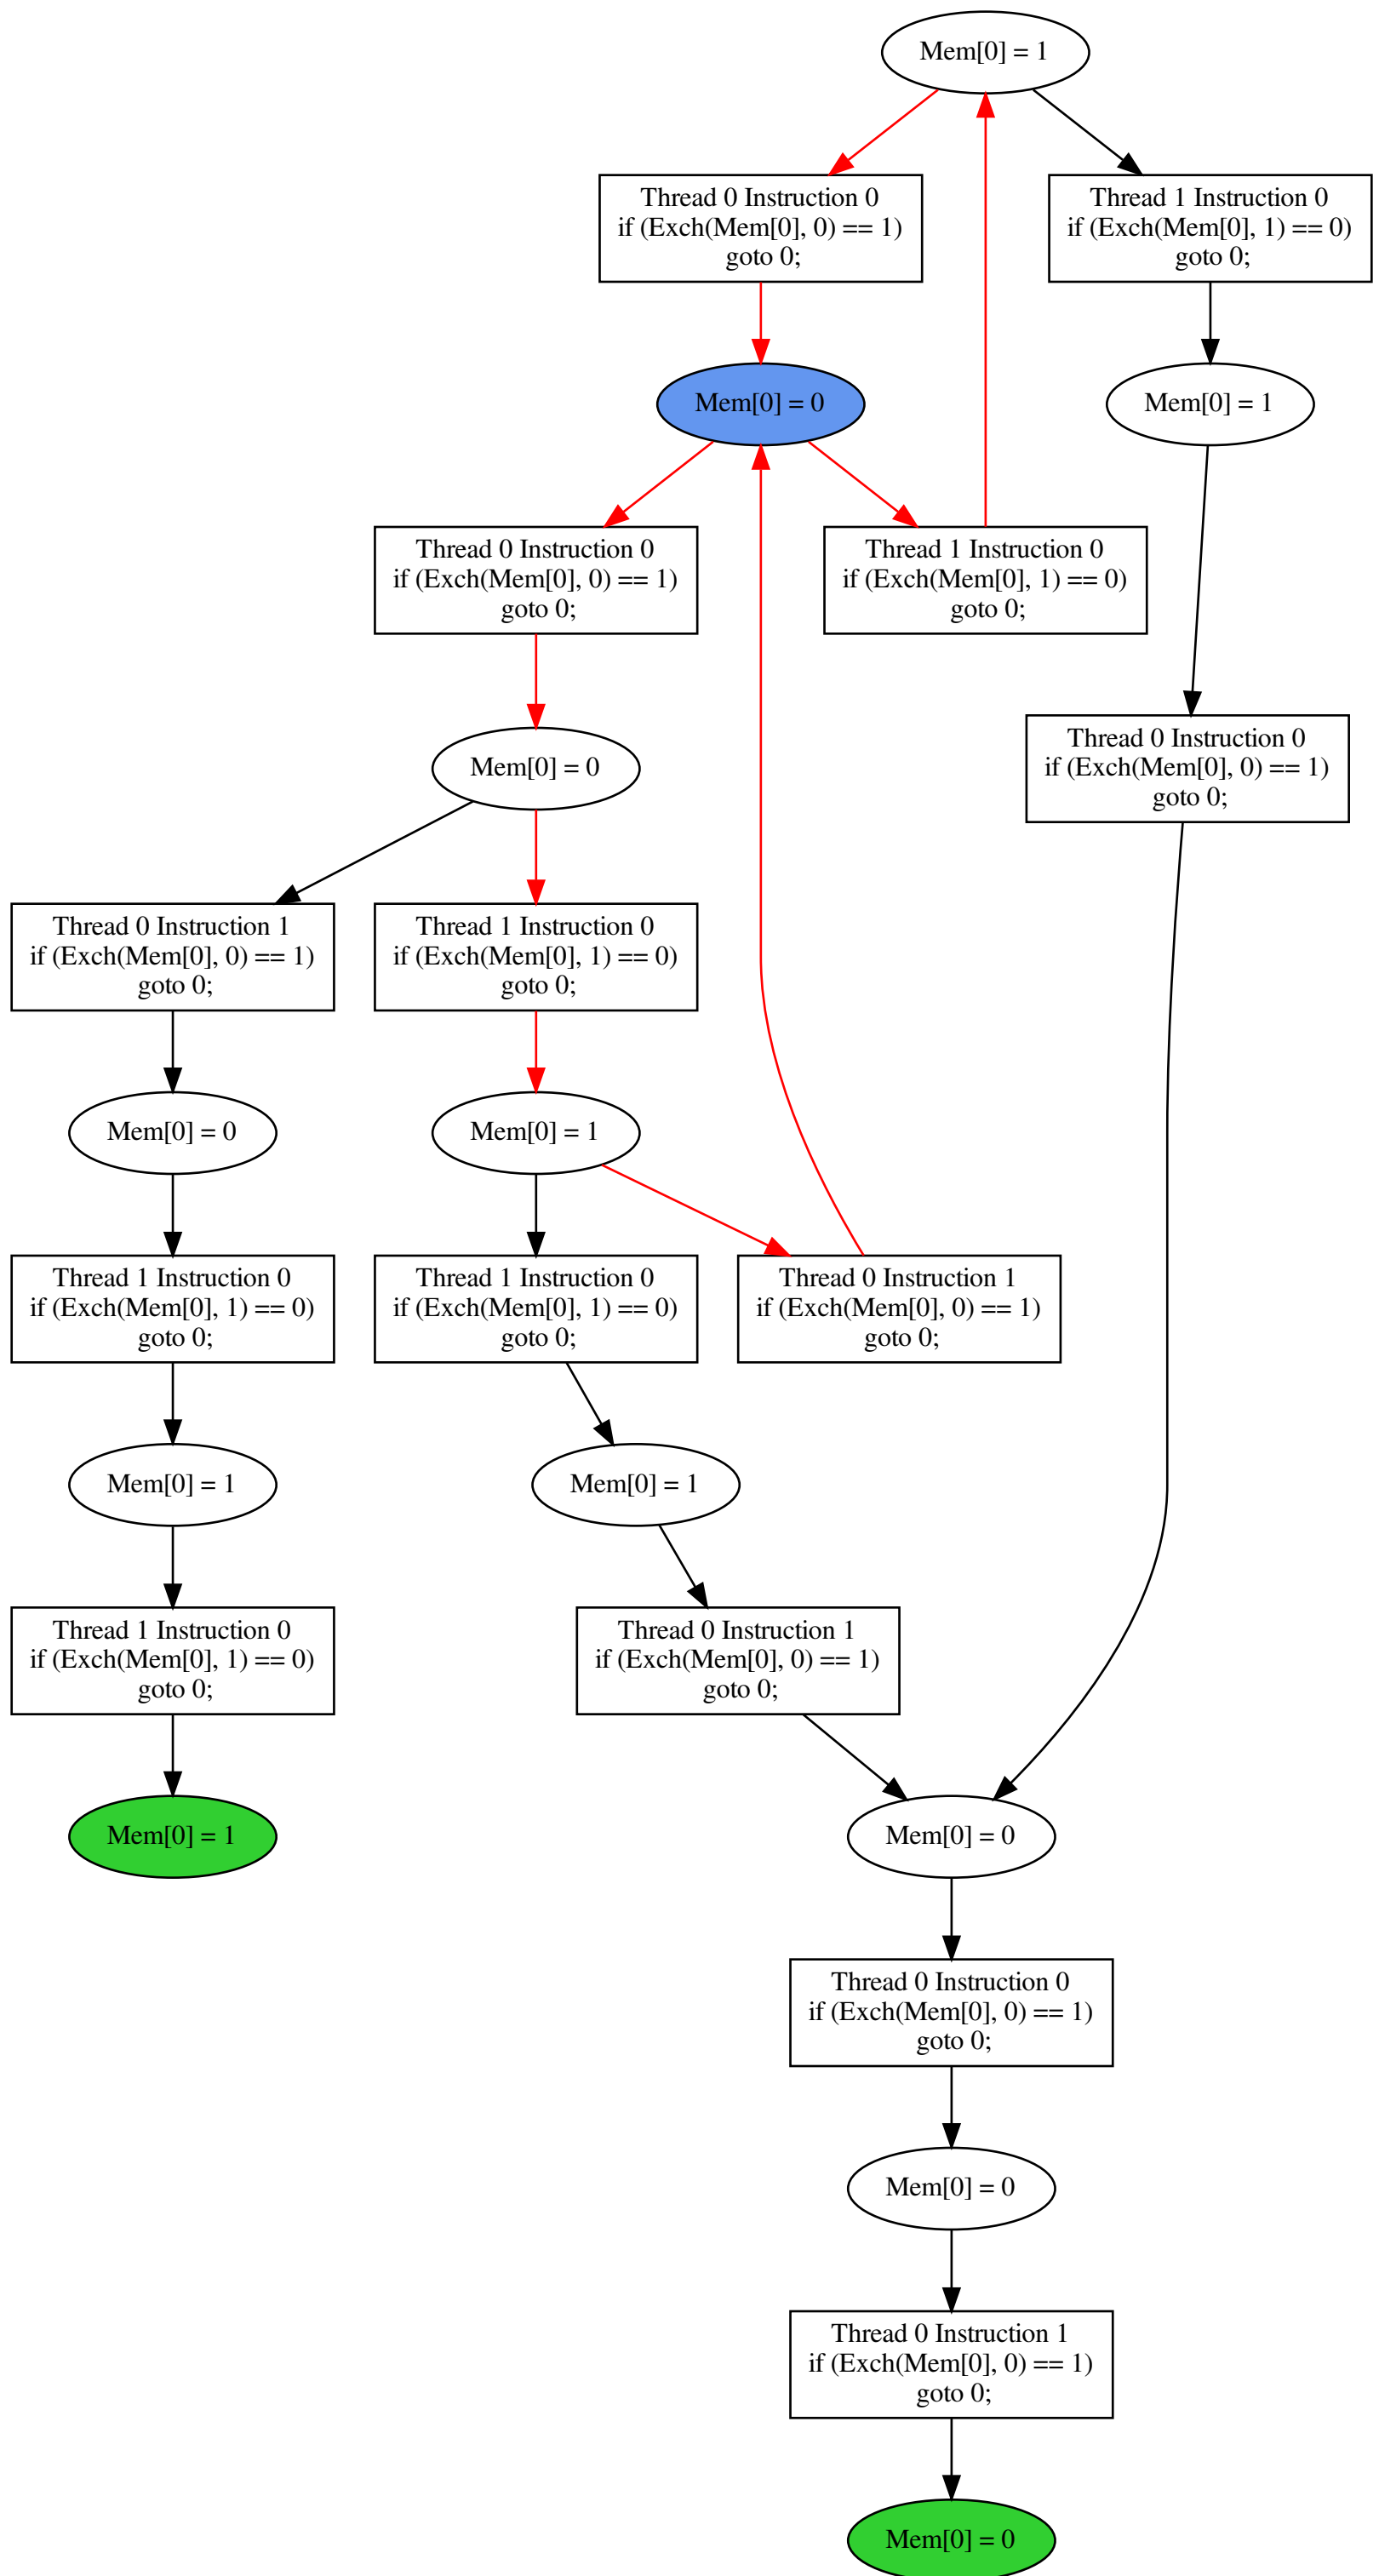 Mem[0] = 1
Thread 0 Instruction 0
if (Exch(Mem[0], 0) == 1)
goto 0;
Thread 1 Instruction 0
if (Exch(Mem[0], 1) == 0)
goto 0;
Mem[0] = 0
Mem[0] = 1
Thread 0 Instruction 0
if (Exch(Mem[0], 0) == 1)
goto 0;
Thread 1 Instruction 0
if (Exch(Mem[0], 1) == 0)
goto 0;
Thread 0 Instruction 0
if (Exch(Mem[0], 0) == 1)
goto 0;
Mem[0] = 0
Thread 0 Instruction 1
if (Exch(Mem[0], 0) == 1)
goto 0;
Thread 1 Instruction 0
if (Exch(Mem[0], 1) == 0)
goto 0;
Mem[0] = 0
Mem[0] = 1
Thread 1 Instruction 0
if (Exch(Mem[0], 1) == 0)
goto 0;
Thread 1 Instruction 0
if (Exch(Mem[0], 1) == 0)
goto 0;
Thread 0 Instruction 1
if (Exch(Mem[0], 0) == 1)
goto 0;
Mem[0] = 1
Mem[0] = 1
Thread 1 Instruction 0
if (Exch(Mem[0], 1) == 0)
goto 0;
Thread 0 Instruction 1
if (Exch(Mem[0], 0) == 1)
goto 0;
Mem[0] = 1
Mem[0] = 0
Thread 0 Instruction 0
if (Exch(Mem[0], 0) == 1)
goto 0;
Mem[0] = 0
Thread 0 Instruction 1
if (Exch(Mem[0], 0) == 1)
goto 0;
Mem[0] = 0